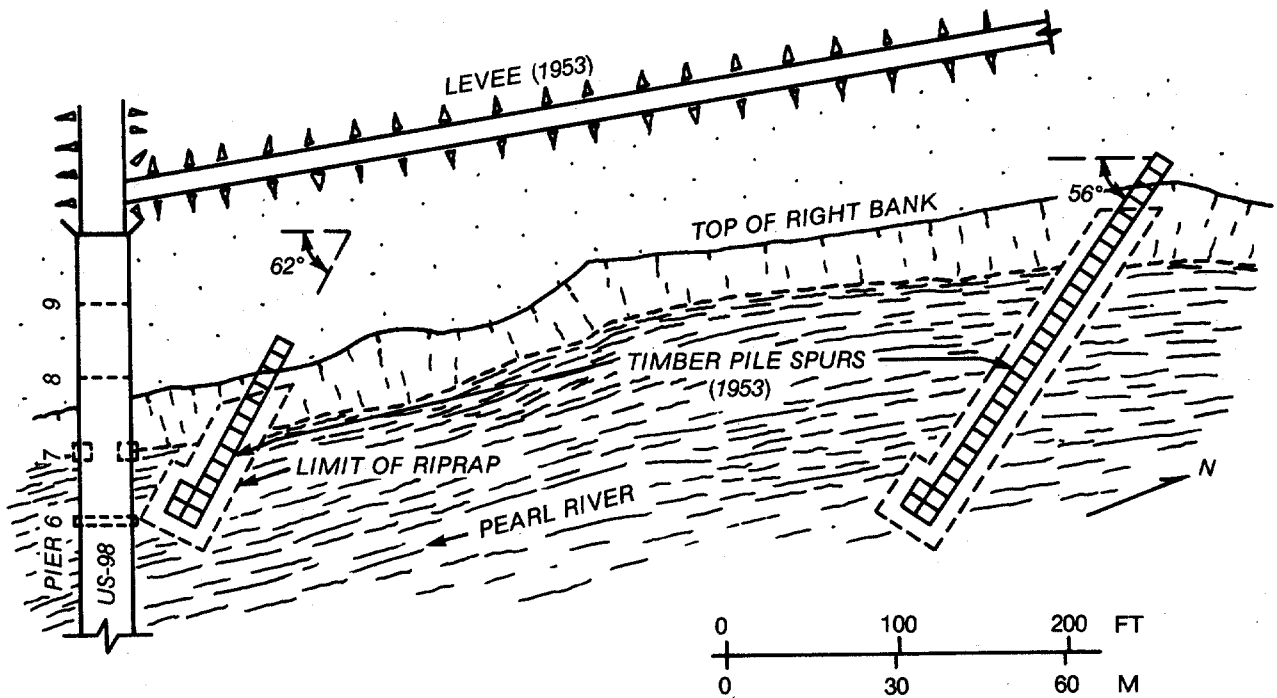 LEVEE (1953)
56°
TOP OF RIGHT BANK
62°
9
8
TIMBER PILE SPURS
(1953)
7
LIMIT OF RIPRAP
N
PEARL RIVER
PIER 6
US-98
0 100 200 FT
0 30 60 M